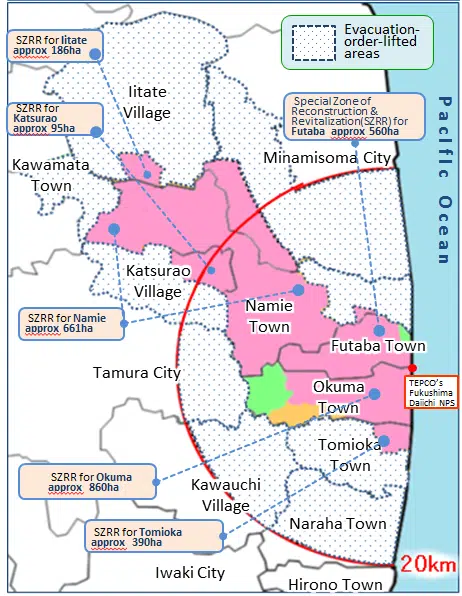 SZRR for Iitate
approx 186ha
Evacuation-
order-lifted
areas
Iitate
Village
SZRR for
Katsurao
approx 95ha
Special Zone of
Reconstruction &
Revitalization(SZRR) for
Futaba approx 560ha
Pacific Ocean
Minamisoma City
Kawamata
Town
Katsurao
Village
Namie
Town
SZRR for Namie
approx 661ha
Futaba Town
Tamura City
Okuma
Town
TEPCO's
Fukushima
Daiichi NPS
Tomioka
Town
SZRR for Okuma
approx 860ha
Kawauchi
Village
SZRR for Tomioka
approx 390ha
Naraha Town
20km
Iwaki City
Hirono Town